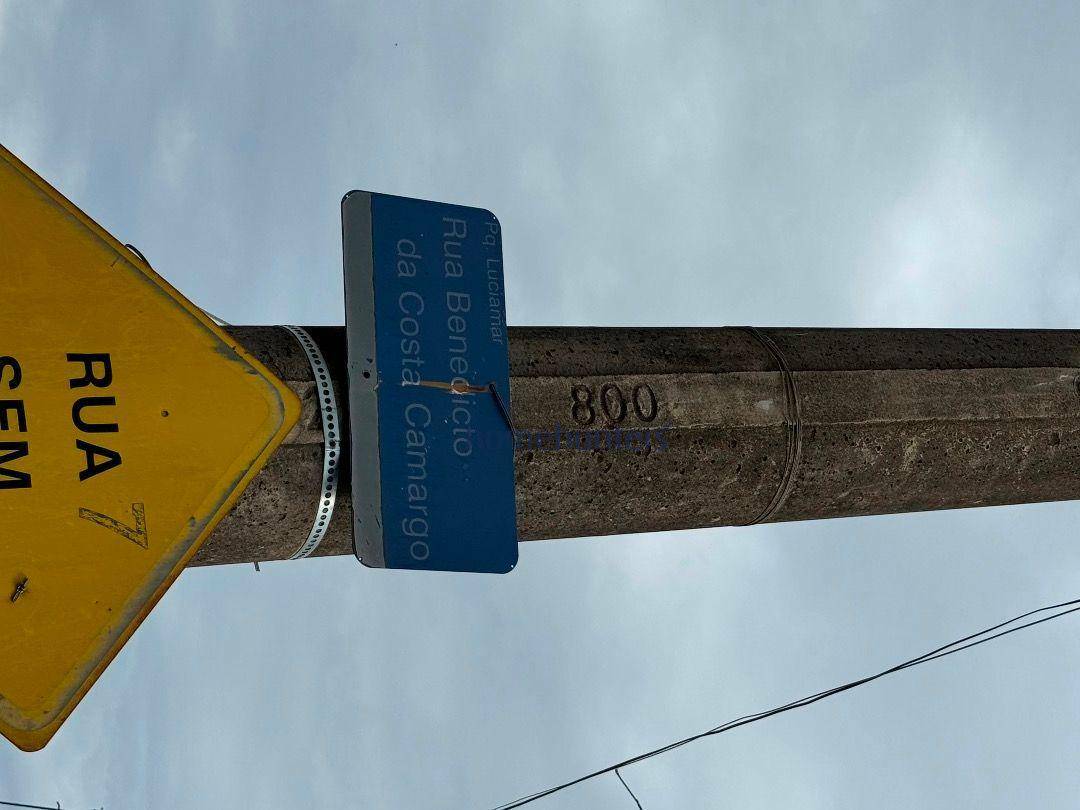 Pq. Luciamar
Rua Benedicto
da Costa Camargo
800
RUA
SEM